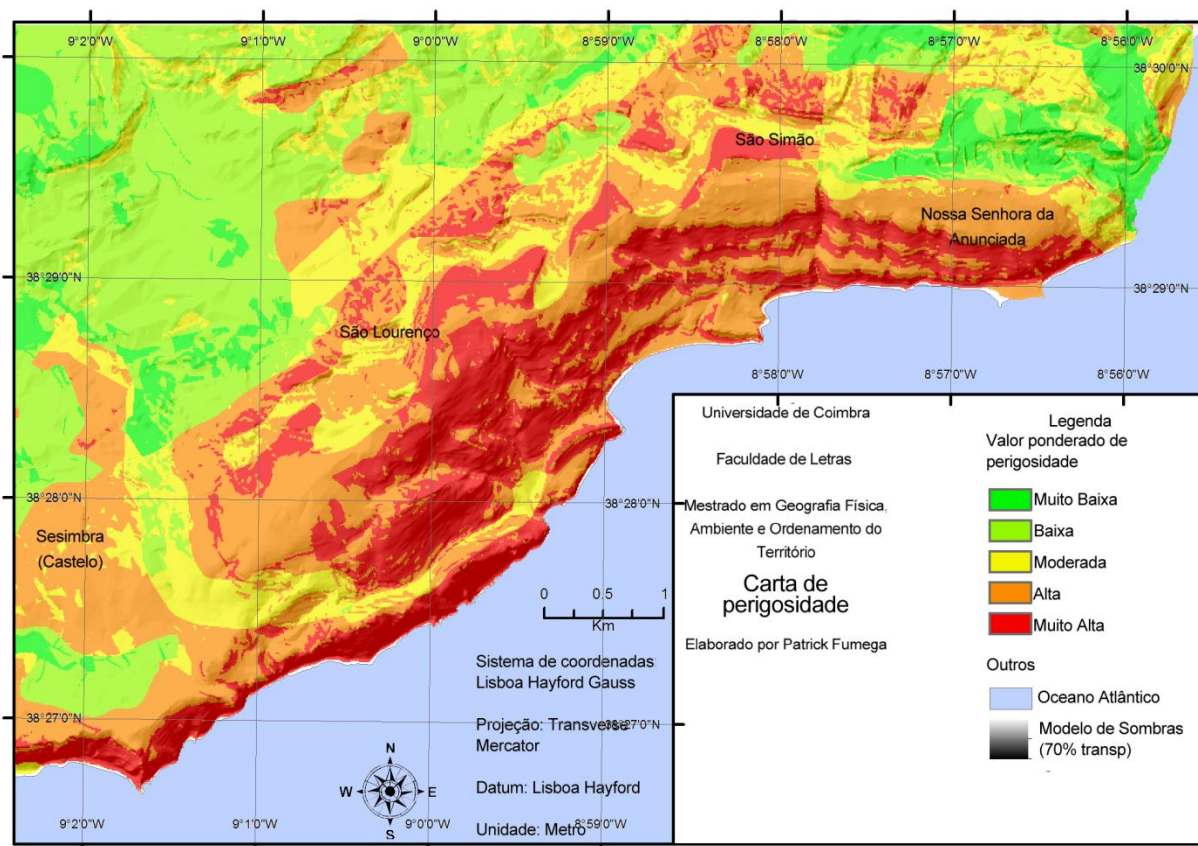 9°2'0"W 9°1'0"W 9°0'0"W 8°59'0"W 8°58'0"W 8°57'0"W 8°56'0"W
38°30'0"N 38°30'0"N
São Simão
Nossa Senhora da
Anunciada
38°29'0"N 38°29'0"N
São Lourenço
8°58'0"W 8°57'0"W 8°56'0"W
38°28'0"N 38°28'0"N
Sesimbra
(Castelo)
0 0.5 1
Km
38°27'0"N 38°27'0"N
Sistema de coordenadas
Lisboa Hayford Gauss
Projeção: Transverse
Mercator
Datum: Lisboa Hayford
Unidade: Metro
N
W E
S
9°2'0"W 9°1'0"W 9°0'0"W 8°59'0"W
Universidade de Coimbra
Faculdade de Letras
Mestrado em Geografia Física,
Ambiente e Ordenamento do
Território
Carta de
perigosidade
Elaborado por Patrick Fumega
Legenda
Valor ponderado de
perigosidade
Muito Baixa
Baixa
Moderada
Alta
Muito Alta
Outros
Oceano Atlântico
Modelo de Sombras
(70% transp)